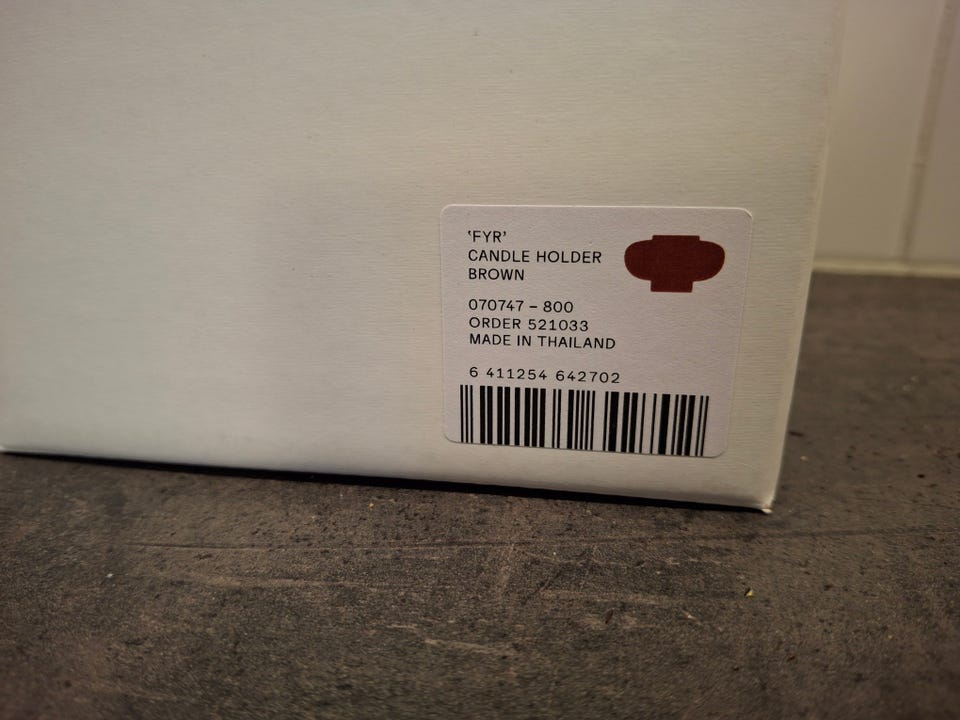 ‘FYR’
CANDLE HOLDER
BROWN
070747 – 800
ORDER 521033
MADE IN THAILAND
6 411254 642702